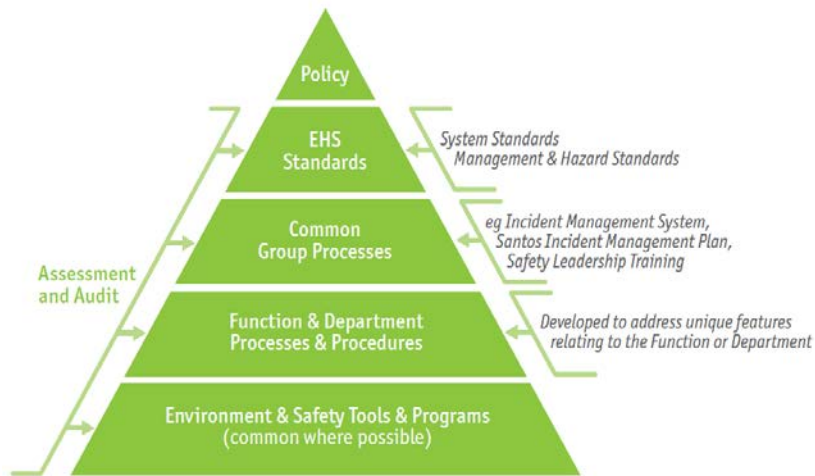 Policy
EHS
Standards
System Standards
Management & Hazard Standards
Common
Group Processes
eg Incident Management System,
Santos Incident Management Plan,
Safety Leadership Training
Assessment
and Audit
Function & Department
Processes & Procedures
Developed to address unique features
relating to the Function or Department
Environment & Safety Tools & Programs
(common where possible)